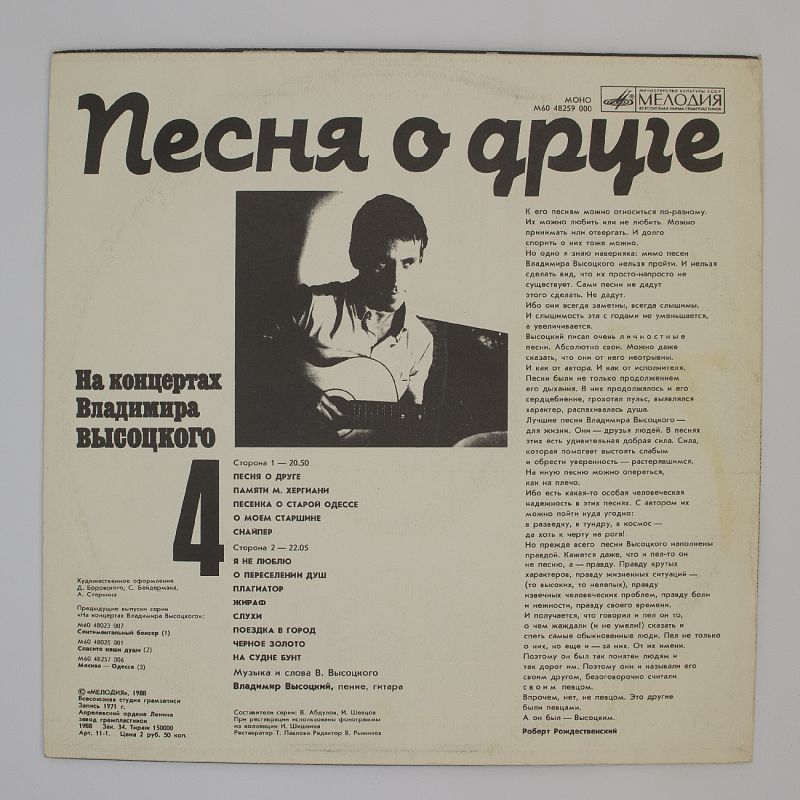 МОНО
М60 48259 000
МИНИСТЕРСТВО КУЛЬТУРЫ СССР
МЕЛОДИЯ
ВСЕСОЮЗНАЯ ФИРМА ГРАМПЛАСТИНОК
Песня о друге
На концертах
Владимира
ВЫСОЦКОГО
4
Сторона 1 — 20.50
ПЕСНЯ О ДРУГЕ
ПАМЯТИ М. ХЕРГИАНИ
ПЕСЕНКА О СТАРОЙ ОДЕССЕ
О МОЕМ СТАРШИНЕ
СНАЙПЕР
Сторона 2 — 22.05
Я НЕ ЛЮБЛЮ
О ПЕРЕСЕЛЕНИИ ДУШ
ПЛАГИАТОР
ЖИРАФ
СЛУХИ
ПОЕЗДКА В ГОРОД
ЧЕРНОЕ ЗОЛОТО
НА СУДНЕ БУНТ
Музыка и слова В. Высоцкого
Владимир Высоцкий, пение, гитара
Составители серии: В. Абдулов, И. Шевцов
При реставрации использованы фонограммы
из коллекции И. Шишкина
Реставратор Т. Павлова. Редактор В. Рыжиков
Художественное оформление
Д. Боровского, С. Бейдермана,
А. Старкина
Предыдущие выпуски серии
«На концертах Владимира Высоцкого»:
М60 48023 007
Сентиментальный боксер (1)
М60 48025 001
Спасите наши души (2)
М60 48257 006
Москва — Одесса (3)
© «МЕЛОДИЯ», 1988
Всесоюзная студия грамзаписи
Запись 1971 г.
Апрелевский ордена Ленина
завод грампластинок
1988 Зак. 34. Тираж 150000
Арт. 11-1. Цена 2 руб. 50 коп.
К его песням можно относиться по-разному.
Их можно любить или не любить. Можно
принимать или отвергать. И долго
спорить о них тоже можно.
Но одно я знаю наверняка: мимо песен
Владимира Высоцкого нельзя пройти. И нельзя
сделать вид, что их просто-напросто не
существует. Сами песни не дадут
этого сделать. Не дадут.
Ибо они всегда заметны, всегда слышимы.
И слышимость эта с годами не уменьшается,
а увеличивается.
Высоцкий писал очень личностные
песни. Абсолютно свои. Можно даже
сказать, что они от него неотрывны.
И как от автора. И как от исполнителя.
Песни были не только продолжением
его дыхания. В них продолжалось и его
сердцебиение, грохотал пульс, выявлялся
характер, распахивалась душа.
Лучшие песни Владимира Высоцкого —
для жизни. Они — друзья людей. В песнях
этих есть удивительная добрая сила. Сила,
которая помогает выстоять слабым
и обрести уверенность — растерявшимся.
На иную песню можно опереться,
как на плечо.
Ибо есть какая-то особая человеческая
надежность в этих песнях. С автором их
можно пойти куда угодно:
в разведку, в тундру, в космос —
да хоть к черту на рога!
Но прежде всего песни Высоцкого наполнены
правдой. Кажется даже, что и пел-то он
не песню, а — правду. Правду крутых
характеров, правду жизненных ситуаций —
(то высоких, то нелепых), правду
извечных человеческих проблем, правду боли
и нежности, правду своего времени.
И получается, что говорил и пел он то,
о чем жаждали (и не умели!) сказать и
спеть самые обыкновенные люди. Пел не только
о них, но еще и — за них. От их имени.
Поэтому он был так понятен людям и
так дорог им. Поэтому они и называли его
своим другом, безоговорочно считали
своим певцом.
Впрочем, нет, не певцом. Это другие
были певцами.
А он был — Высоцким.
Роберт Рождественский